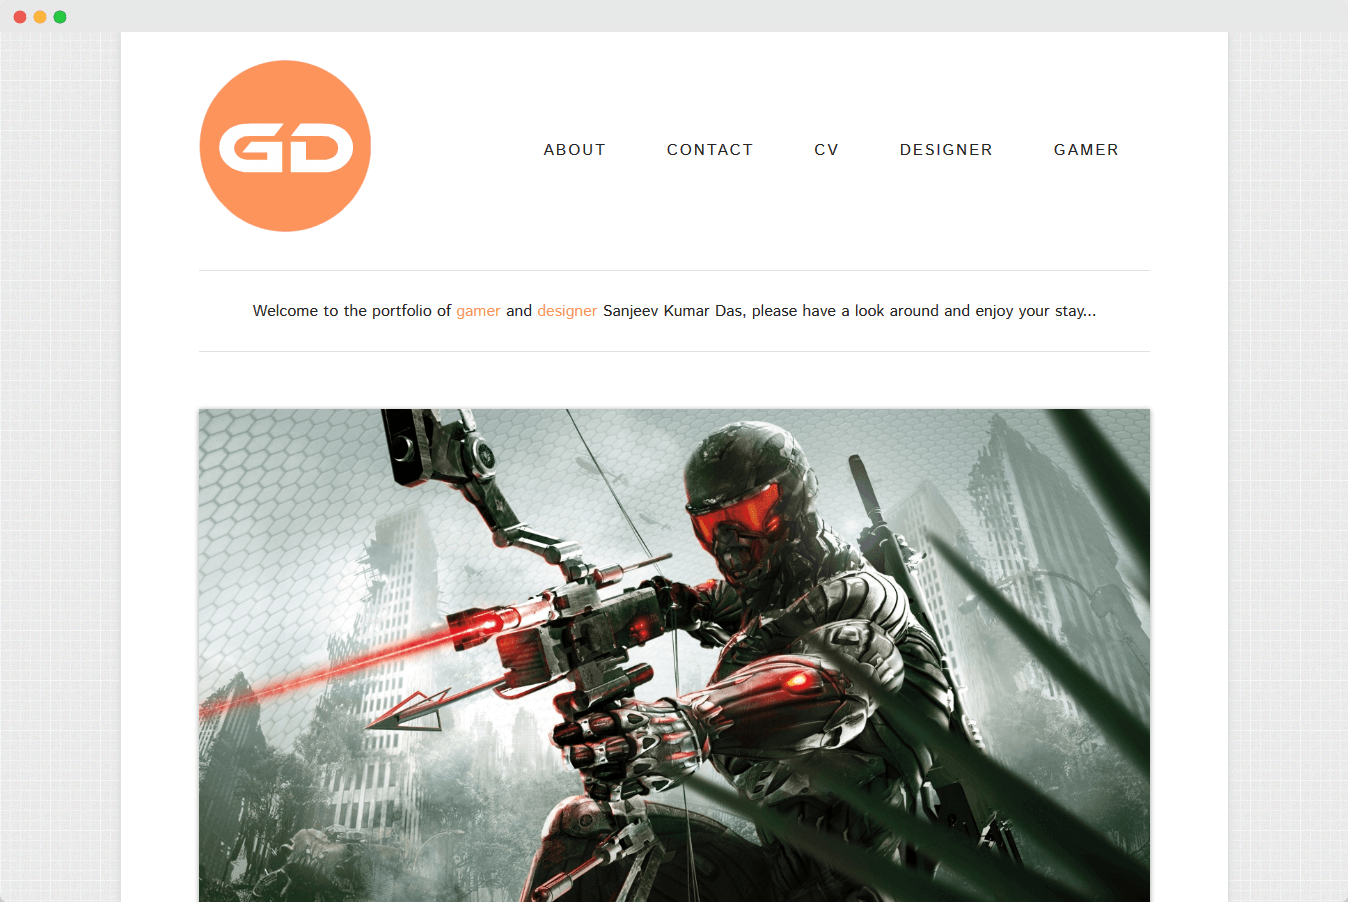 GD
ABOUT CONTACT CV DESIGNER GAMER
Welcome to the portfolio of gamer and designer Sanjeev Kumar Das, please have a look around and enjoy your stay...